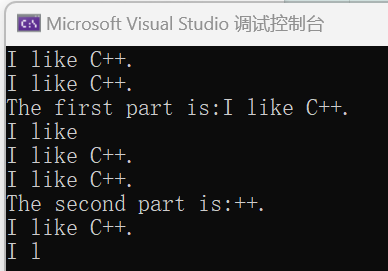 Microsoft Visual Studio 调试控制台
I like C++.
I like C++.
The first part is:I like C++.
I like
I like C++.
I like C++.
The second part is:++.
I like C++.
I l